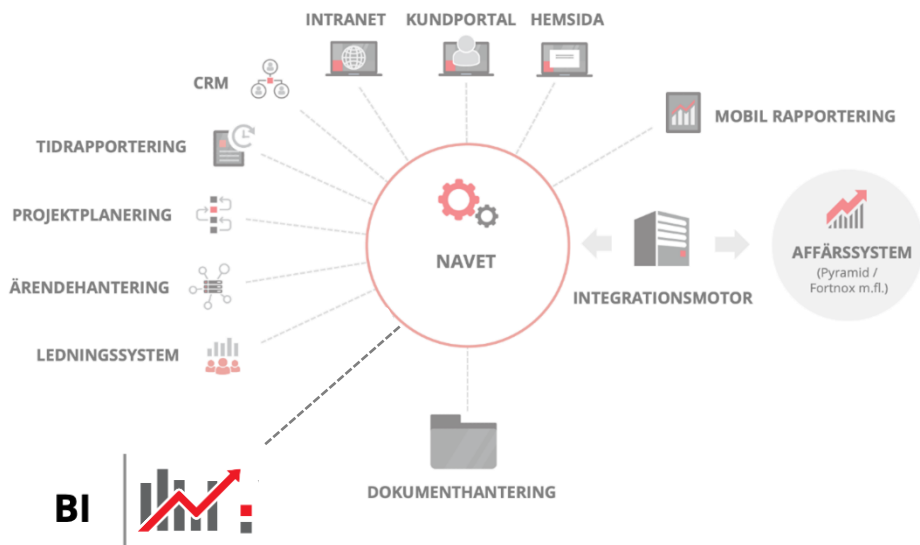 INTRANET
KUNDPORTAL
HEMSIDA
CRM
MOBIL RAPPORTERING
TIDRAPPORTERING
PROJEKTPLANERING
ÄRENDEHANTERING
LEDNINGSSYSTEM
NAVET
INTEGRATIONSMOTOR
AFFÄRSSYSTEM
(Pyramid /
Fortnox m.fl.)
DOKUMENTHANTERING
BI